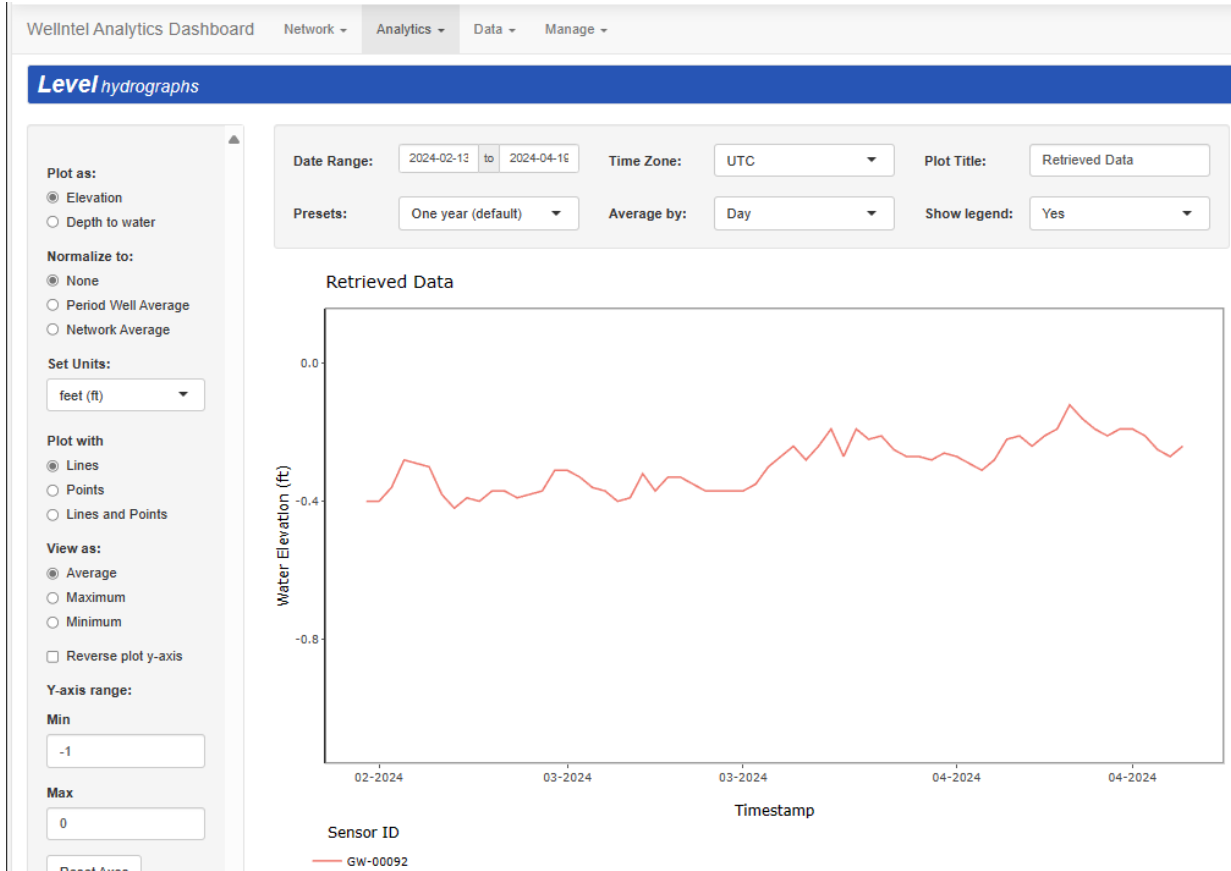 Wellntel Analytics Dashboard Network Analytics Data Manage
Level hydrographs
Plot as:
Elevation
Depth to water
Normalize to:
None
Period Well Average
Network Average
Set Units:
feet (ft)
Plot with
Lines
Points
Lines and Points
View as:
Average
Maximum
Minimum
Reverse plot y-axis
Y-axis range:
Min
-1
Max
0
Reset Axes
Date Range: 2024-02-13 to 2024-04-19 Time Zone: UTC Plot Title: Retrieved Data
Presets: One year (default) Average by: Day Show legend: Yes
Retrieved Data
Water Elevation (ft)
0.0
-0.4
-0.8
02-2024 03-2024 03-2024 04-2024 04-2024
Timestamp
Sensor ID
GW-00092